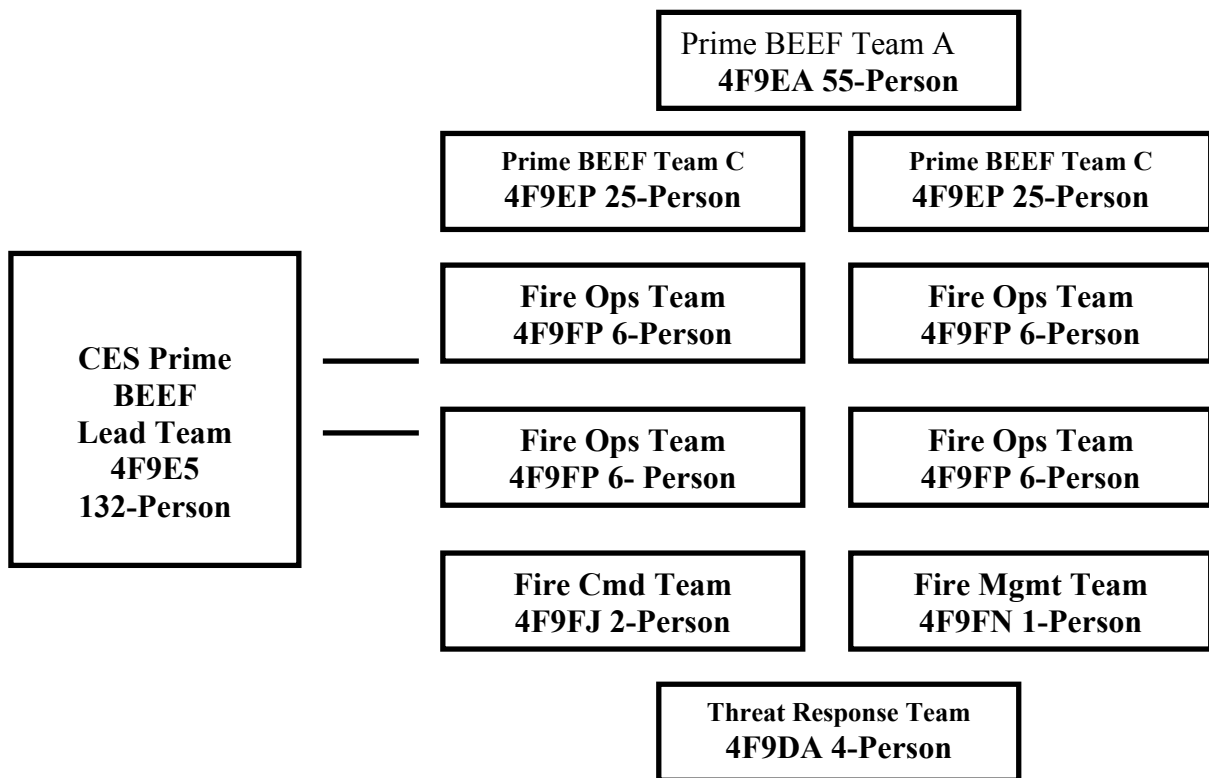 Prime BEEF Team A
4F9EA 55-Person
Prime BEEF Team C
4F9EP 25-Person
Prime BEEF Team C
4F9EP 25-Person
Fire Ops Team
4F9FP 6-Person
Fire Ops Team
4F9FP 6-Person
CES Prime
BEEF
Lead Team
4F9E5
132-Person
Fire Ops Team
4F9FP 6- Person
Fire Ops Team
4F9FP 6-Person
Fire Cmd Team
4F9FJ 2-Person
Fire Mgmt Team
4F9FN 1-Person
Threat Response Team
4F9DA 4-Person